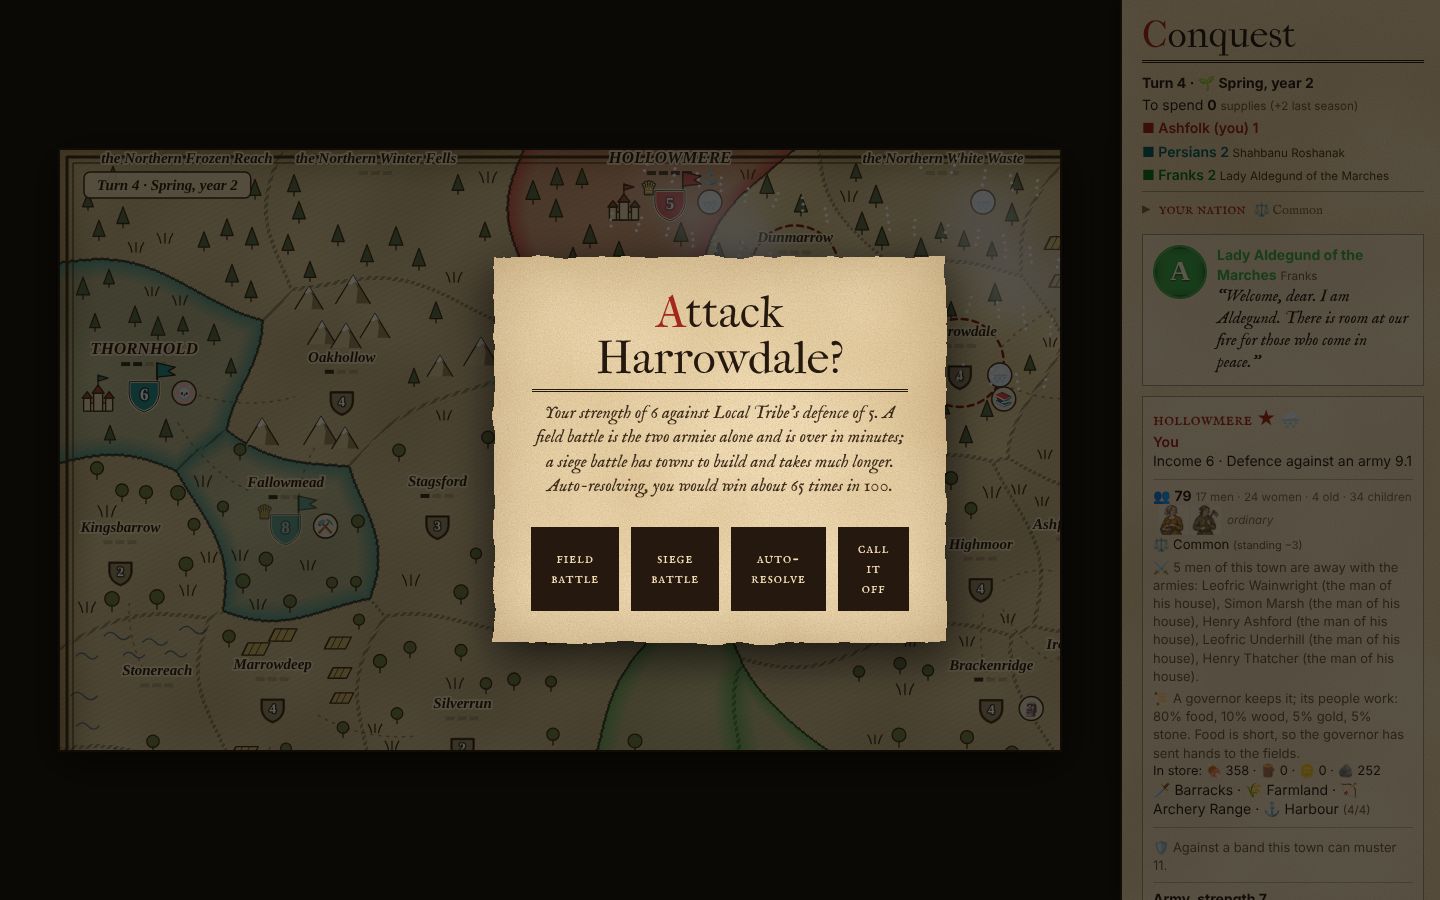 the Northern Frozen Reach
the Northern Winter Fells
HOLLOWMERE
the Northern White Waste
Turn 4 · Spring, year 2
5
Dunmarrow
THORNHOLD
6
Oakhollow
4
rowdale
4
Attack
Harrowdale?
Your strength of 6 against Local Tribe's defence of 5. A
field battle is the two armies alone and is over in minutes;
a siege battle has towns to build and takes much longer.
Auto-resolving, you would win about 65 times in 100.
FIELD
BATTLE
SIEGE
BATTLE
AUTO-
RESOLVE
CALL
IT
OFF
Fallowmead
8
Stagsford
3
Kingsbarrow
2
Ashf
Highmoor
4
Stonereach
Marrowdeep
4
Silverrun
Brackenridge
4
Conquest
Turn 4 · Spring, year 2
To spend 0 supplies (+2 last season)
Ashfolk (you) 1
Persians 2 Shahbanu Roshanak
Franks 2 Lady Aldegund of the Marches
YOUR NATION Common
A
Lady Aldegund of the
Marches Franks
“Welcome, dear. I am
Aldegund. There is room at our
fire for those who come in
peace.”
HOLLOWMERE
You
Income 6 · Defence against an army 9.1
79 17 men · 24 women · 4 old · 34 children
ordinary
Common (standing −3)
5 men of this town are away with the
armies: Leofric Wainwright (the man of
his house), Simon Marsh (the man of his
house), Henry Ashford (the man of his
house), Leofric Underhill (the man of his
house), Henry Thatcher (the man of his
house).
A governor keeps it; its people work:
80% food, 10% wood, 5% gold, 5%
stone. Food is short, so the governor has
sent hands to the fields.
In store: 358 · 0 · 0 · 252
Barracks · Farmland ·
Archery Range · Harbour (4/4)
Against a band this town can muster
11.
Army, strength 7